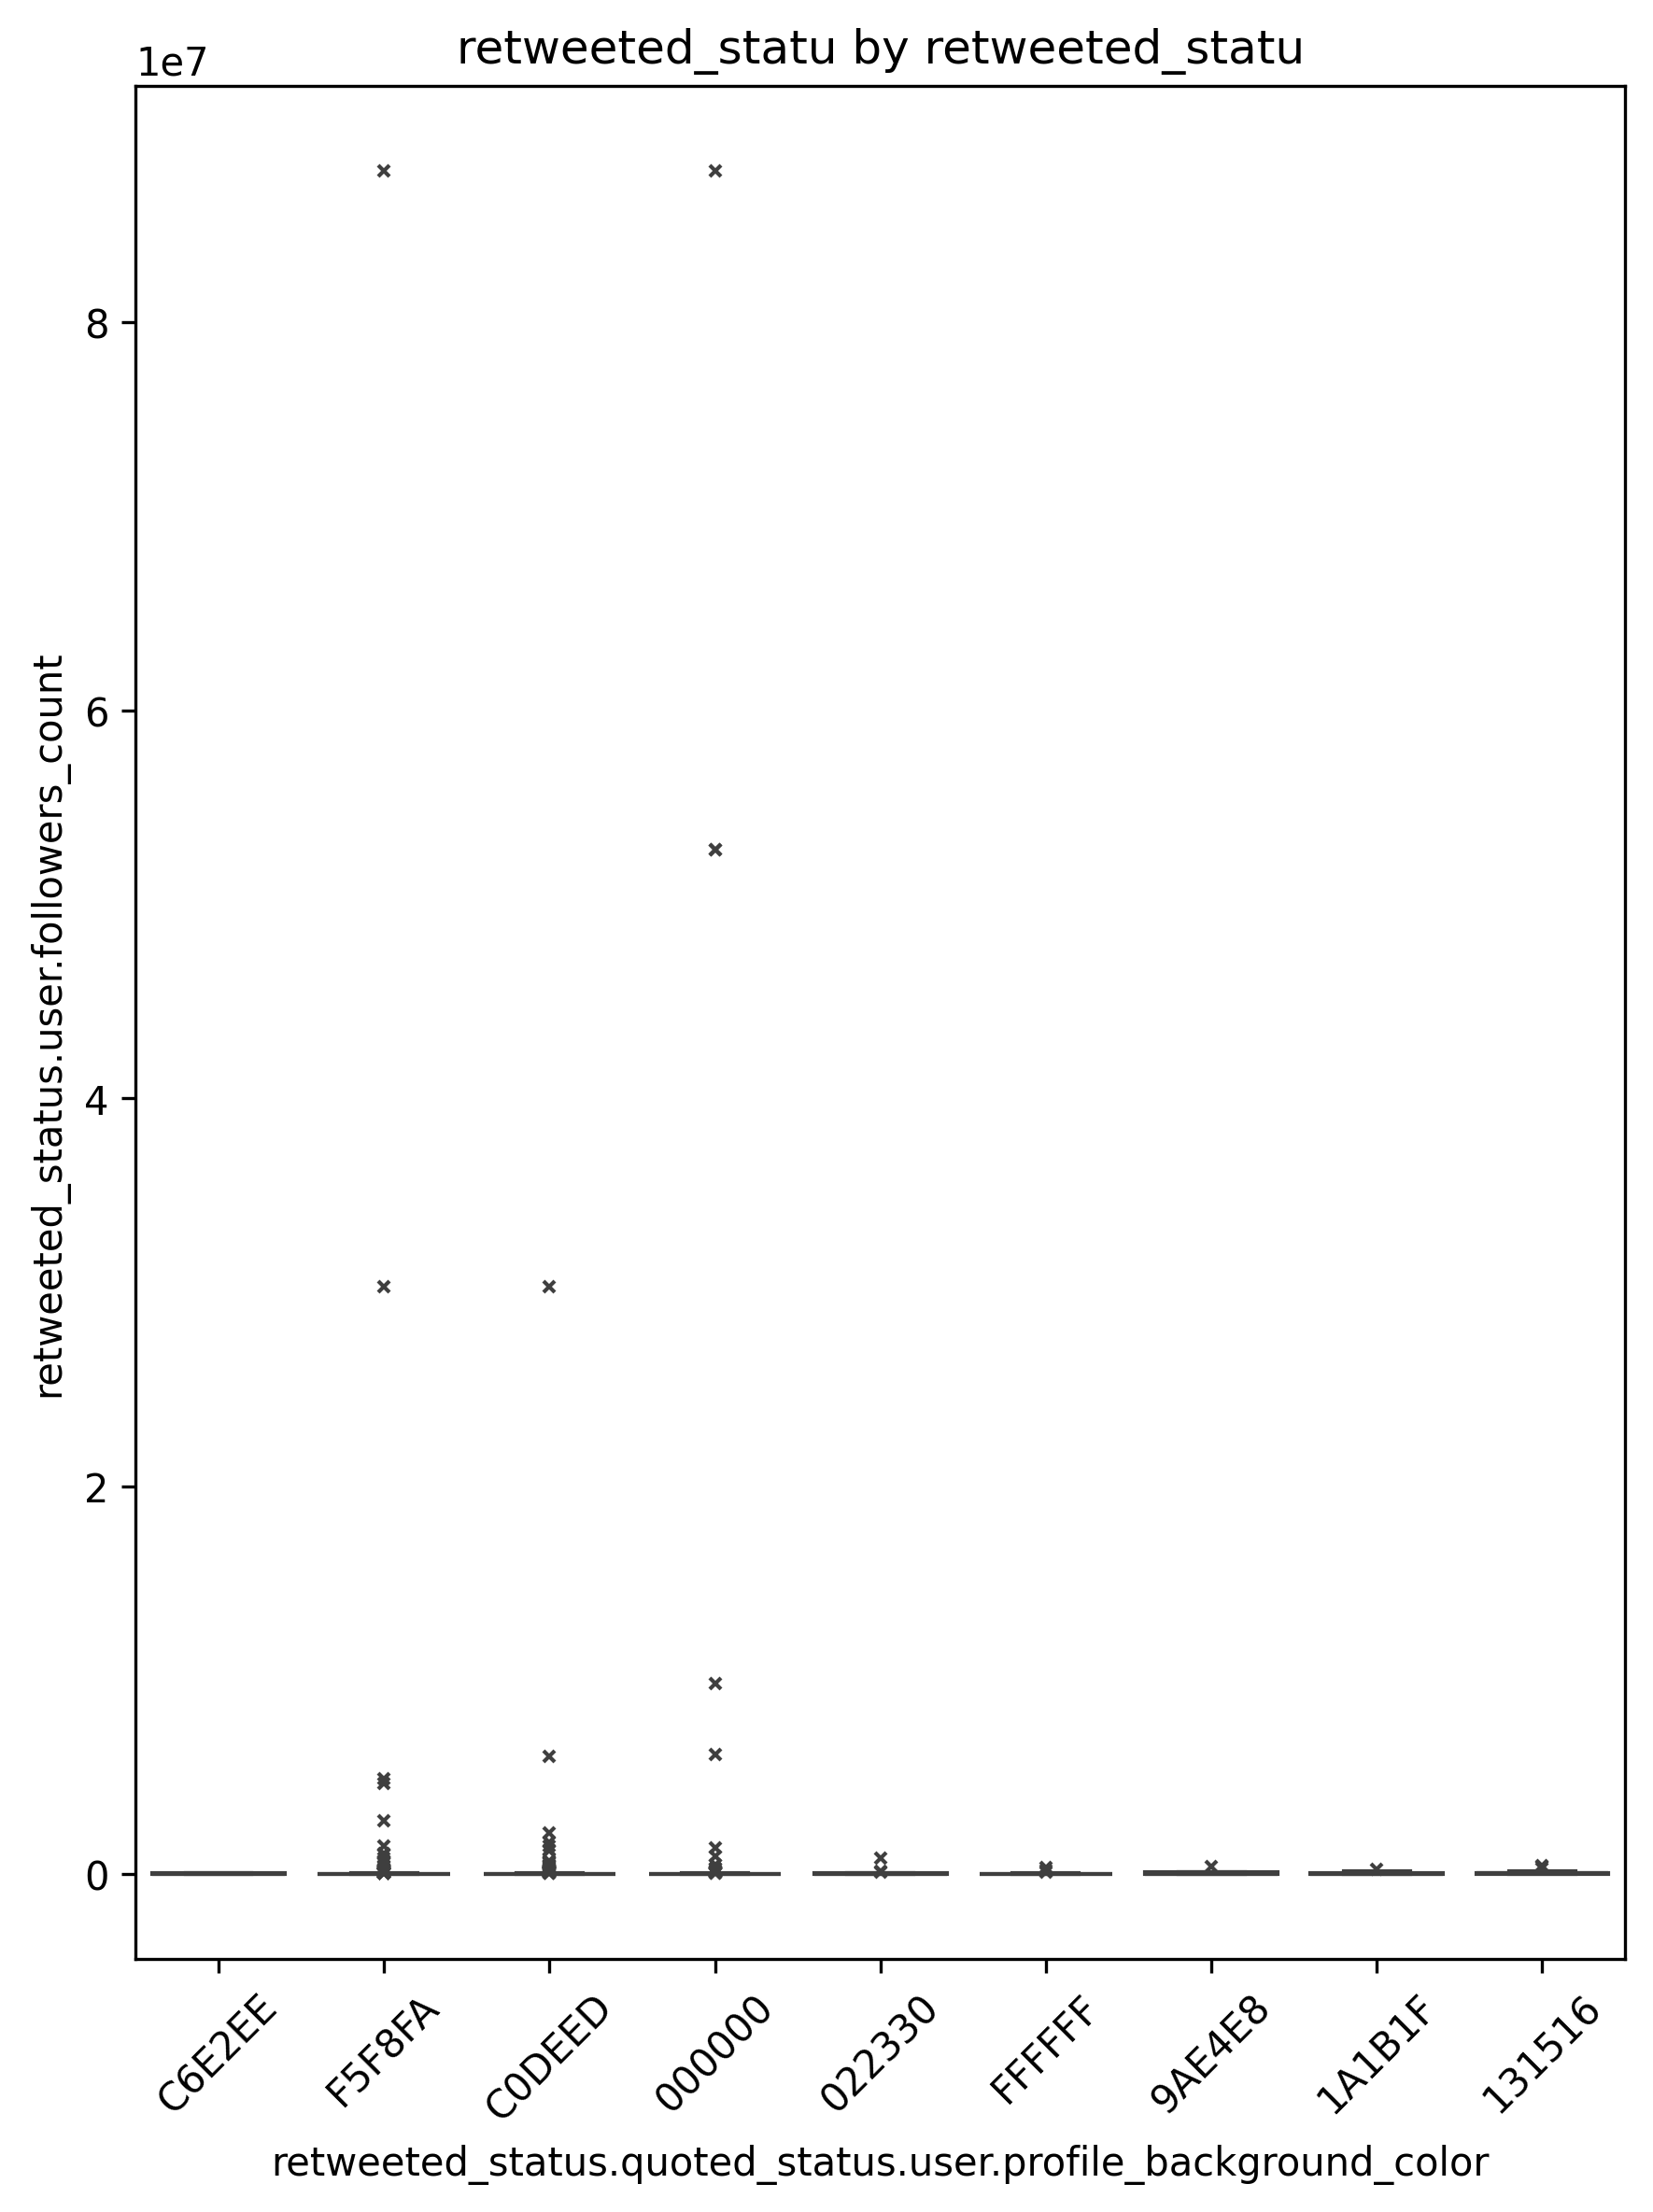 retweeted_statu by retweeted_statu
1e7
8
6
4
2
0
retweeted_status.user.followers_count
C6E2EE
F5F8FA
C0DEED
000000
022330
FFFFFF
9AE4E8
1A1B1F
131516
retweeted_status.quoted_status.user.profile_background_color